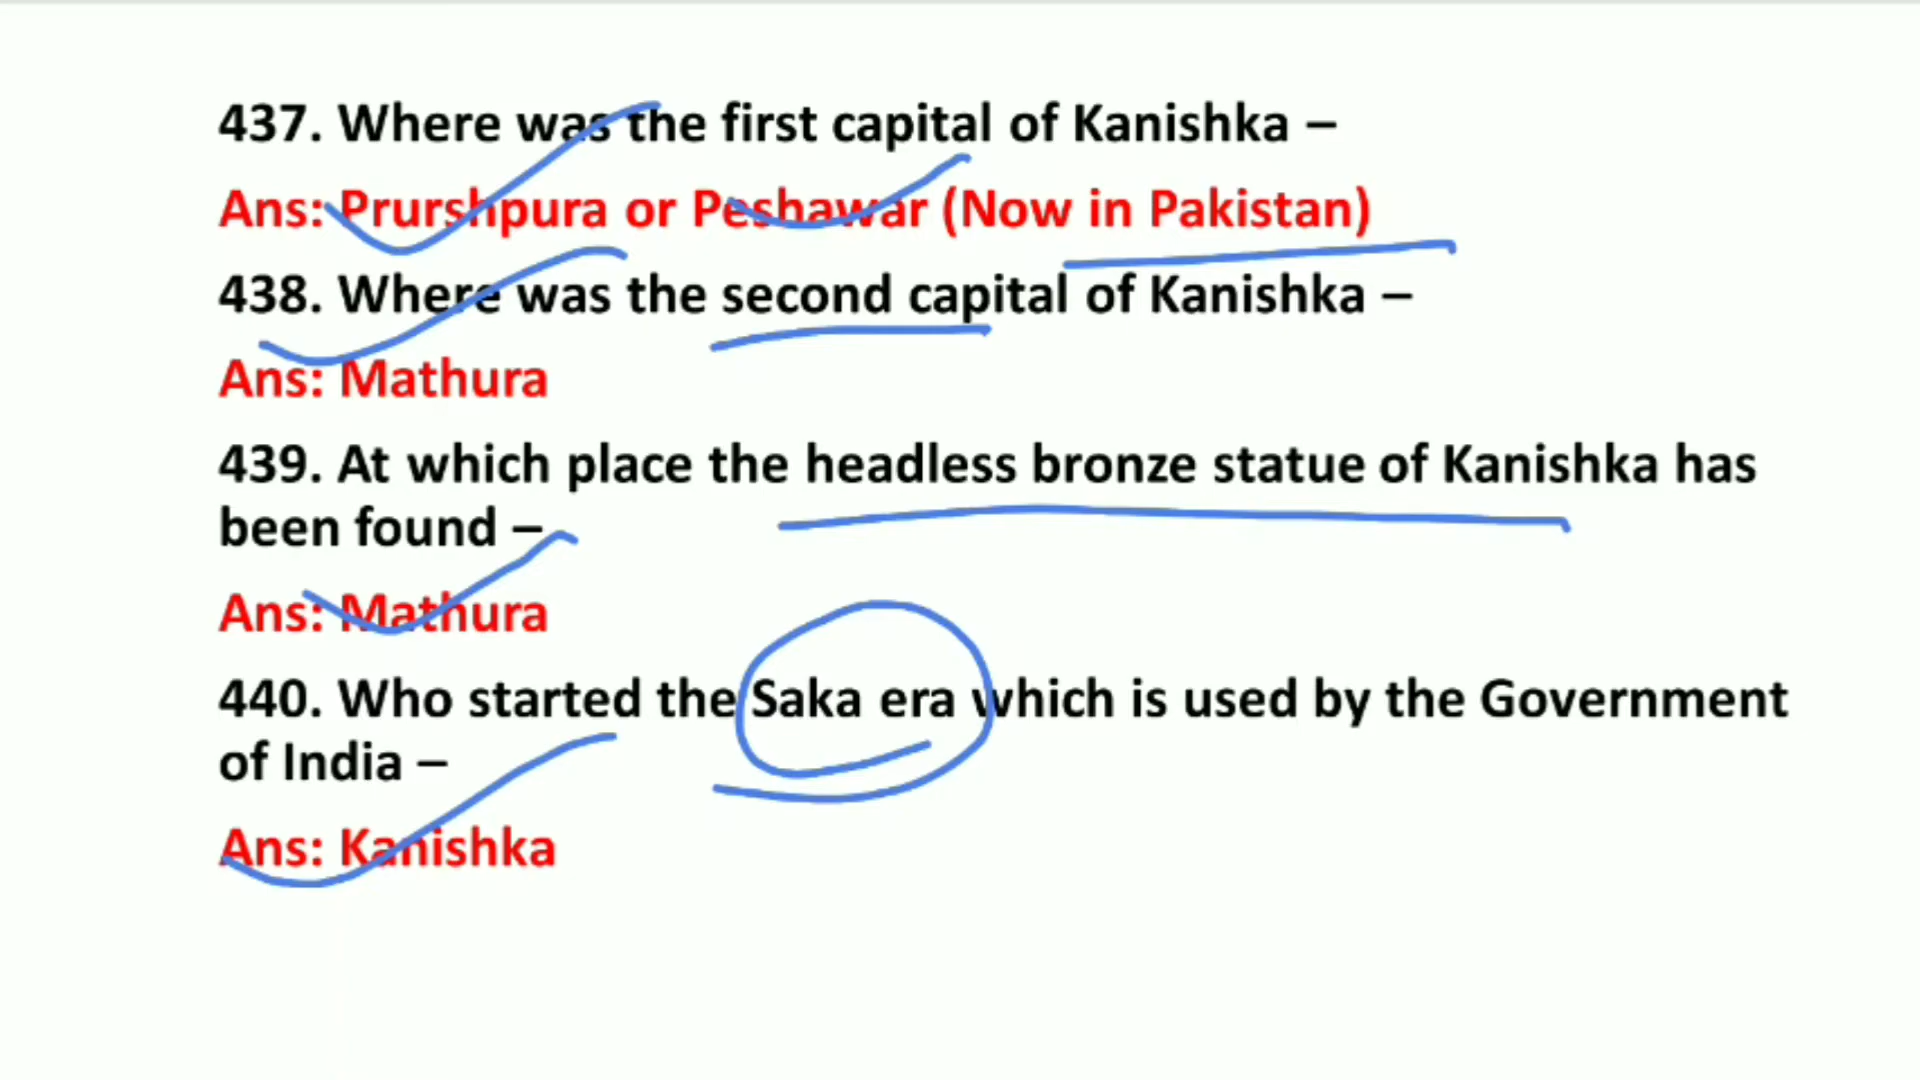 437. Where was the first capital of Kanishka –
Ans: Prurshpura or Peshawar (Now in Pakistan)
438. Where was the second capital of Kanishka –
Ans: Mathura
439. At which place the headless bronze statue of Kanishka has
been found –
Ans: Mathura
440. Who started the Saka era which is used by the Government
of India –
Ans: Kanishka